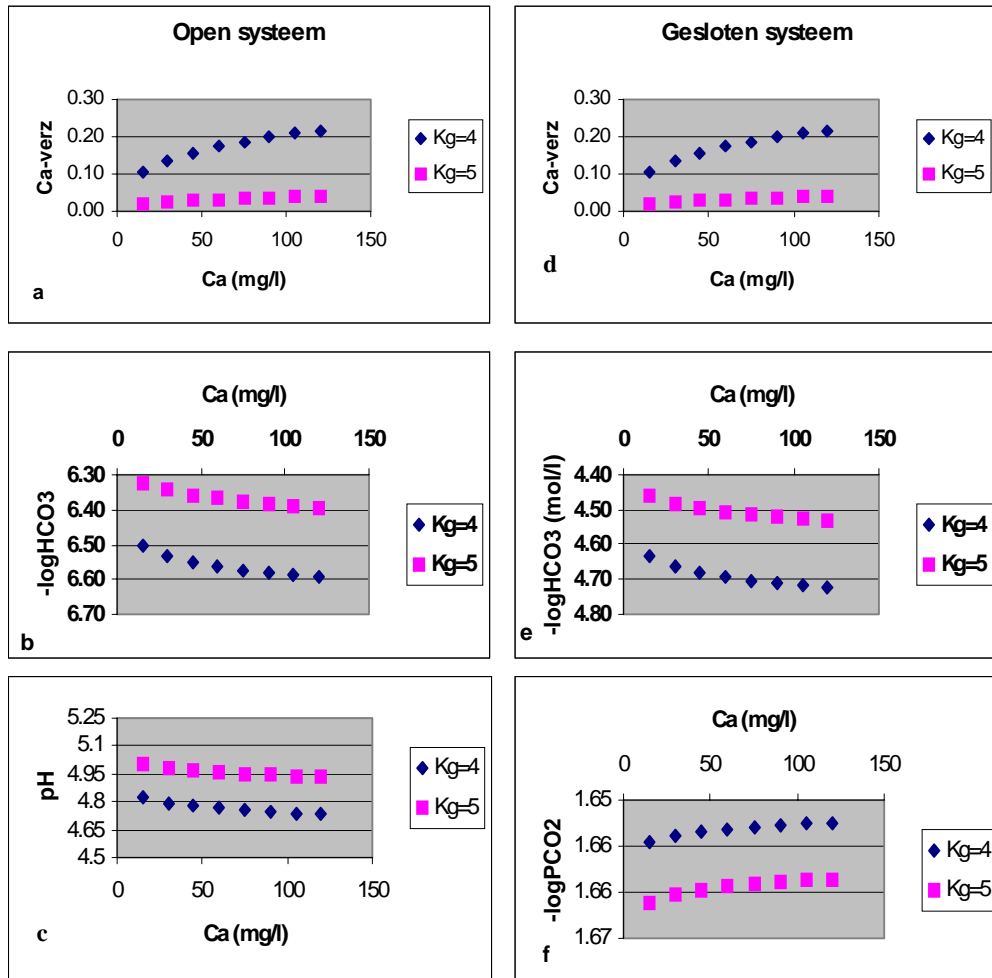 Open systeem
Ca-verz
0.30
0.20
0.10
0.00
0 50 100 150
Ca (mg/l)
Kg=4
Kg=5
a
Gesloten systeem
Ca-verz
0.30
0.20
0.10
0.00
0 50 100 150
Ca (mg/l)
Kg=4
Kg=5
d
Ca (mg/l)
0 50 100 150
-logHCO3
6.30
6.40
6.50
6.60
6.70
Kg=4
Kg=5
b
Ca (mg/l)
0 50 100 150
-logHCO3 (mol/l)
4.40
4.50
4.60
4.70
4.80
Kg=4
Kg=5
e
pH
5.25
5.1
4.95
4.8
4.65
4.5
0 50 100 150
Ca (mg/l)
Kg=4
Kg=5
c
Ca (mg/l)
0 50 100 150
-logPCO2
1.65
1.66
1.66
1.67
Kg=4
Kg=5
f